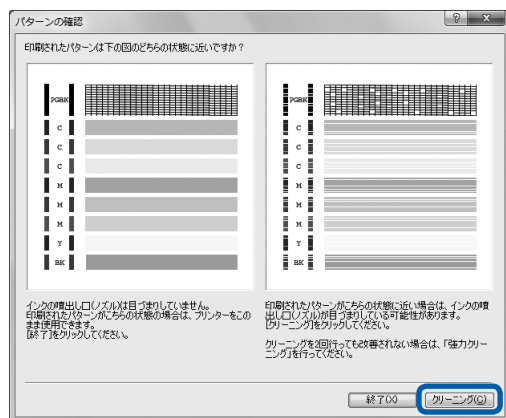 パターンの確認
印刷されたパターンは下の図のどちらの状態に近いですか？
PGBK
C
C
C
M
M
M
Y
BK
PGBK
C
C
C
M
M
M
Y
BK
インクの噴出し口(ノズル)は目づまりしていません。
印刷されたパターンがこちらの状態の場合は、プリンターをこの
まま使用できます。
[終了]をクリックしてください。
印刷されたパターンがこちらの状態に近い場合は、インクの噴
出し口(ノズル)が目づまりしている可能性があります。
[クリーニング]をクリックしてください。
クリーニングを2回行っても改善されない場合は、「強力クリー
ニング」を行ってください。
終了(X)
クリーニング(C)